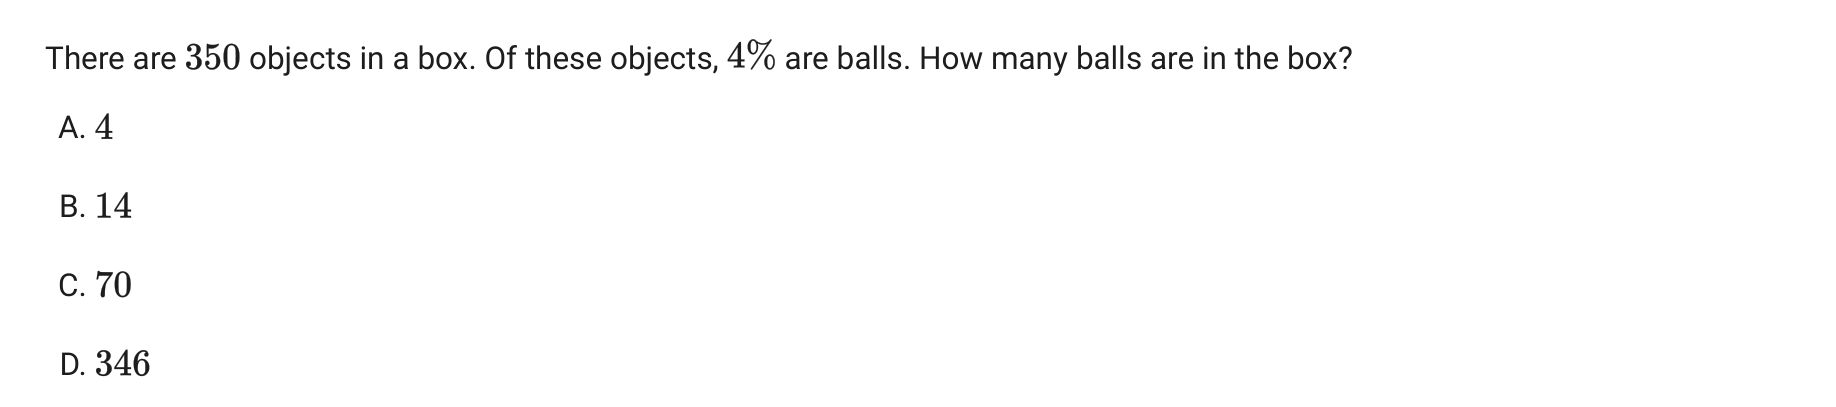 There are 350 objects in a box. Of these objects, 4% are balls. How many balls are in the box?
A. 4
B. 14
C. 70
D. 346